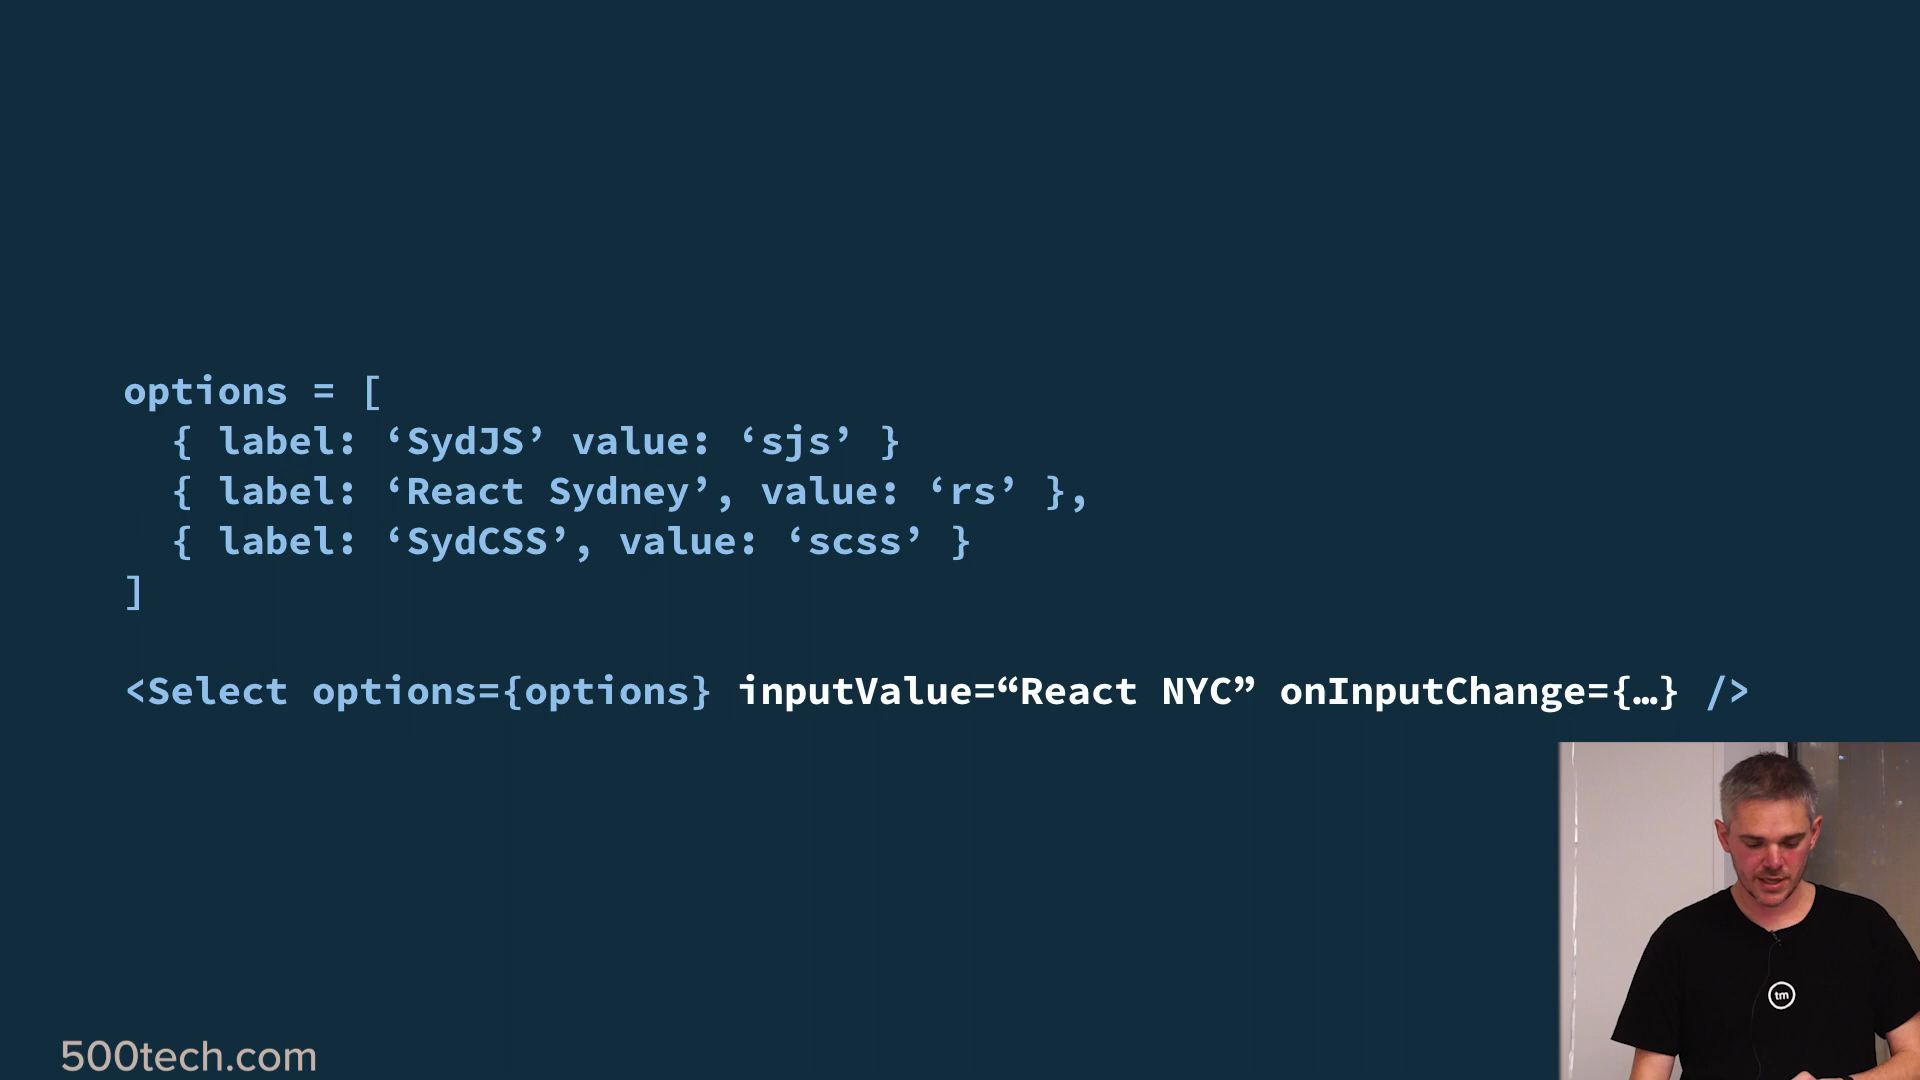 options = [
  { label: ‘SydJS’ value: ‘sjs’ }
  { label: ‘React Sydney’, value: ‘rs’ },
  { label: ‘SydCSS’, value: ‘scss’ }
]
<Select options={options} inputValue=“React NYC” onInputChange={…} />
tm
500tech.com